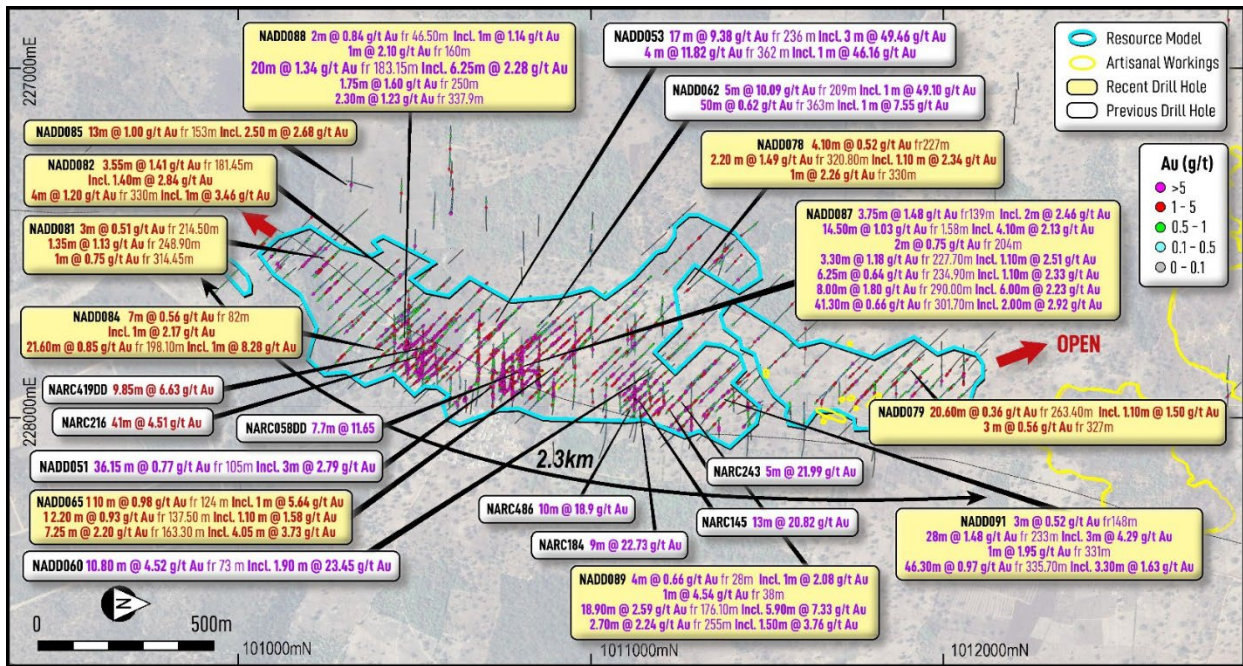 NADD088 2m @ 0.84 g/t Au fr 46.50m Incl. 1m @ 1.14 g/t Au
1m @ 2.10 g/t Au fr 160m
20m @ 1.34 g/t Au fr 183.15m Incl. 6.25m @ 2.28 g/t Au
1.75m @ 1.60 g/t Au fr 250m
2.30m @ 1.23 g/t Au fr 337.9m
NADD053 17 m @ 9.38 g/t Au fr 236 m Incl. 3 m @ 49.46 g/t Au
4 m @ 11.82 g/t Au fr 362 m Incl. 1 m @ 46.16 g/t Au
NADD062 5m @ 10.09 g/t Au fr 209m Incl. 1 m @ 49.10 g/t Au
50m @ 0.62 g/t Au fr 363m Incl. 1 m @ 7.55 g/t Au
Resource Model
Artisanal Workings
Recent Drill Hole
Previous Drill Hole
Au (g/t)
>5
1 - 5
0.5 - 1
0.1 - 0.5
0 - 0.1
227000mE
228000mE
NADD085 13m @ 1.00 g/t Au fr 153m Incl. 2.50 m @ 2.68 g/t Au
NADD082 3.55m @ 1.41 g/t Au fr 181.45m
Incl. 1.40m @ 2.84 g/t Au
4m @ 1.20 g/t Au fr 330m Incl. 1m @ 3.46 g/t Au
NADD078 4.10m @ 0.52 g/t Au fr227m
2.20 m @ 1.49 g/t Au fr 320.80m Incl. 1.10 m @ 2.34 g/t Au
1m @ 2.26 g/t Au fr 330m
NADD081 3m @ 0.51 g/t Au fr 214.50m
1.35m @ 1.13 g/t Au fr 248.90m
1m @ 0.75 g/t Au fr 314.45m
NADD087 3.75m @ 1.48 g/t Au fr139m Incl. 2m @ 2.46 g/t Au
14.50m @ 1.03 g/t Au fr 158m Incl. 4.10m @ 2.13 g/t Au
2m @ 0.75 g/t Au fr 204m
3.30m @ 1.18 g/t Au fr 227.70m Incl. 1.10m @ 2.51 g/t Au
6.25m @ 0.64 g/t Au fr 234.90m Incl. 1.10m @ 2.33 g/t Au
8.00m @ 1.80 g/t Au fr 290.00m Incl. 6.00m @ 2.23 g/t Au
41.30m @ 0.66 g/t Au fr 301.70m Incl. 2.00m @ 2.92 g/t Au
NADD084 7m @ 0.56 g/t Au fr 82m
Incl. 1m @ 2.17 g/t Au
21.60m @ 0.85 g/t Au fr 198.10m Incl. 1m @ 8.28 g/t Au
OPEN
NARC419DD 9.85m @ 6.63 g/t Au
NARC216 41m @ 4.51 g/t Au
NARC058DD 7.7m @ 11.65
NADD079 20.60m @ 0.36 g/t Au fr 263.40m Incl. 1.10m @ 1.50 g/t Au
3 m @ 0.56 g/t Au fr 327m
NADD051 36.15 m @ 0.77 g/t Au fr 105m Incl. 3m @ 2.79 g/t Au
2.3km
NARC243 5m @ 21.99 g/t Au
NADD065 1 10 m @ 0.98 g/t Au fr 124 m Incl. 1 m @ 5.64 g/t Au
1 2.20 m @ 0.93 g/t Au fr 137.50 m Incl. 1.10 m @ 1.58 g/t Au
7.25 m @ 2.20 g/t Au fr 163.30 m Incl. 4.05 m @ 3.73 g/t Au
NARC486 10m @ 18.9 g/t Au
NARC145 13m @ 20.82 g/t Au
NARC184 9m @ 22.73 g/t Au
NADD091 3m @ 0.52 g/t Au fr148m
28m @ 1.48 g/t Au fr 233m Incl. 3m @ 4.29 g/t Au
1m @ 1.95 g/t Au fr 331m
46.30m @ 0.97 g/t Au fr 335.70m Incl. 3.30m @ 1.63 g/t Au
NADD060 10.80 m @ 4.52 g/t Au fr 73 m Incl. 1.90 m @ 23.45 g/t Au
NADD089 4m @ 0.66 g/t Au fr 28m Incl. 1m @ 2.08 g/t Au
1m @ 4.54 g/t Au fr 38m
18.90m @ 2.59 g/t Au fr 176.10m Incl. 5.90m @ 7.33 g/t Au
2.70m @ 2.24 g/t Au fr 255m Incl. 1.50m @ 3.76 g/t Au
N
0 500m
101000mN
1011000mN
1012000mN